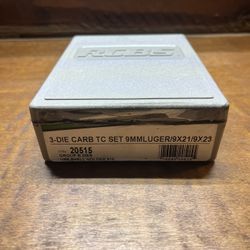 RCBS
3-DIE CARB TC SET 9MMLUGER/9X21/9X23
20515